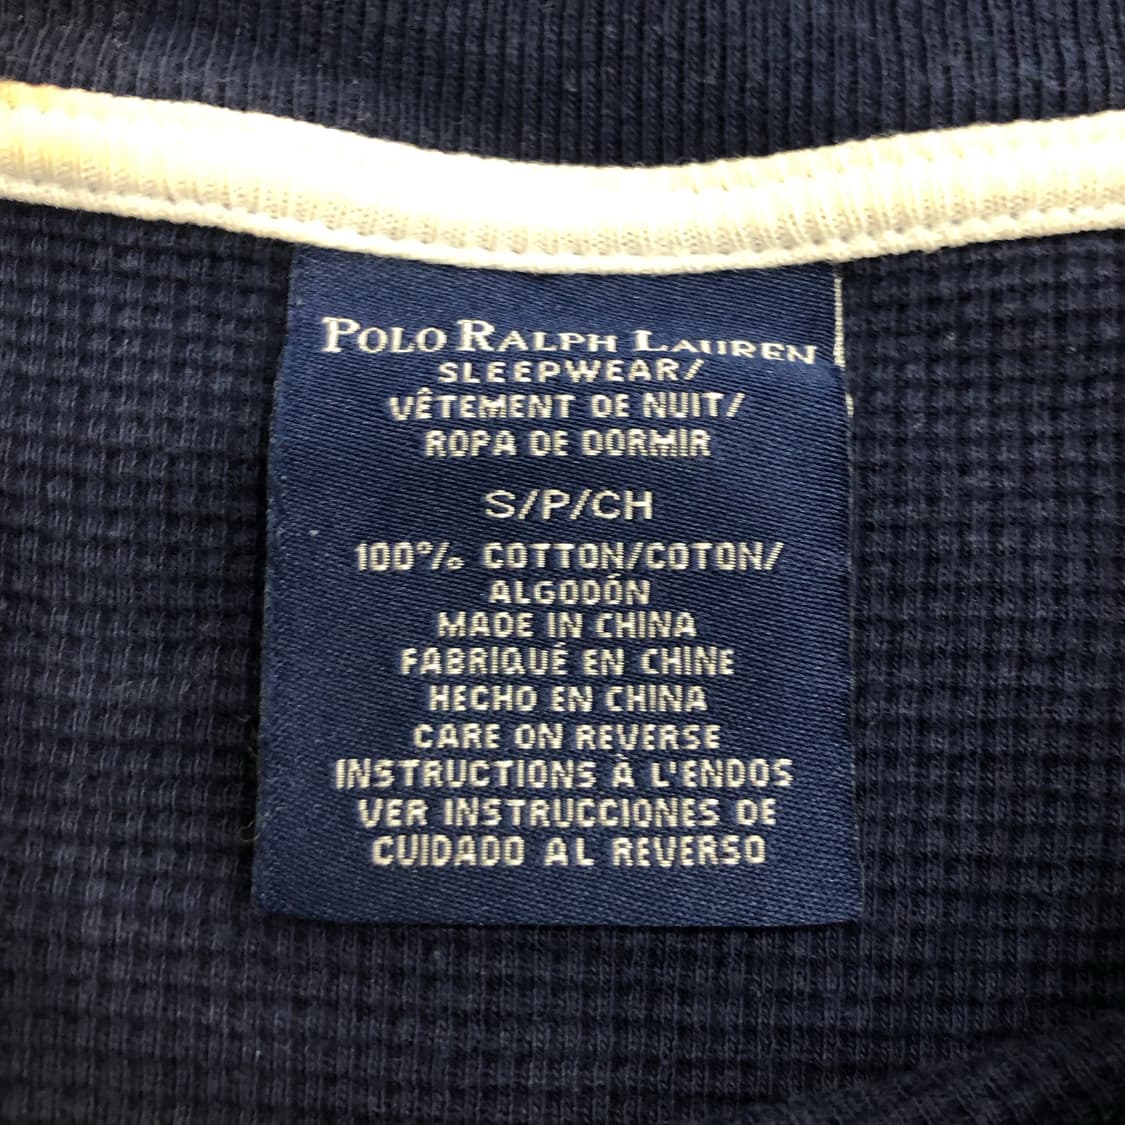 POLO RALPH LAUREN
SLEEPWEAR/
VÊTEMENT DE NUIT/
ROPA DE DORMIR
S/P/CH
100% COTTON/COTON/
ALGODÓN
MADE IN CHINA
FABRIQUÉ EN CHINE
HECHO EN CHINA
CARE ON REVERSE
INSTRUCTIONS À L'ENDOS
VER INSTRUCCIONES DE
CUIDADO AL REVERSO